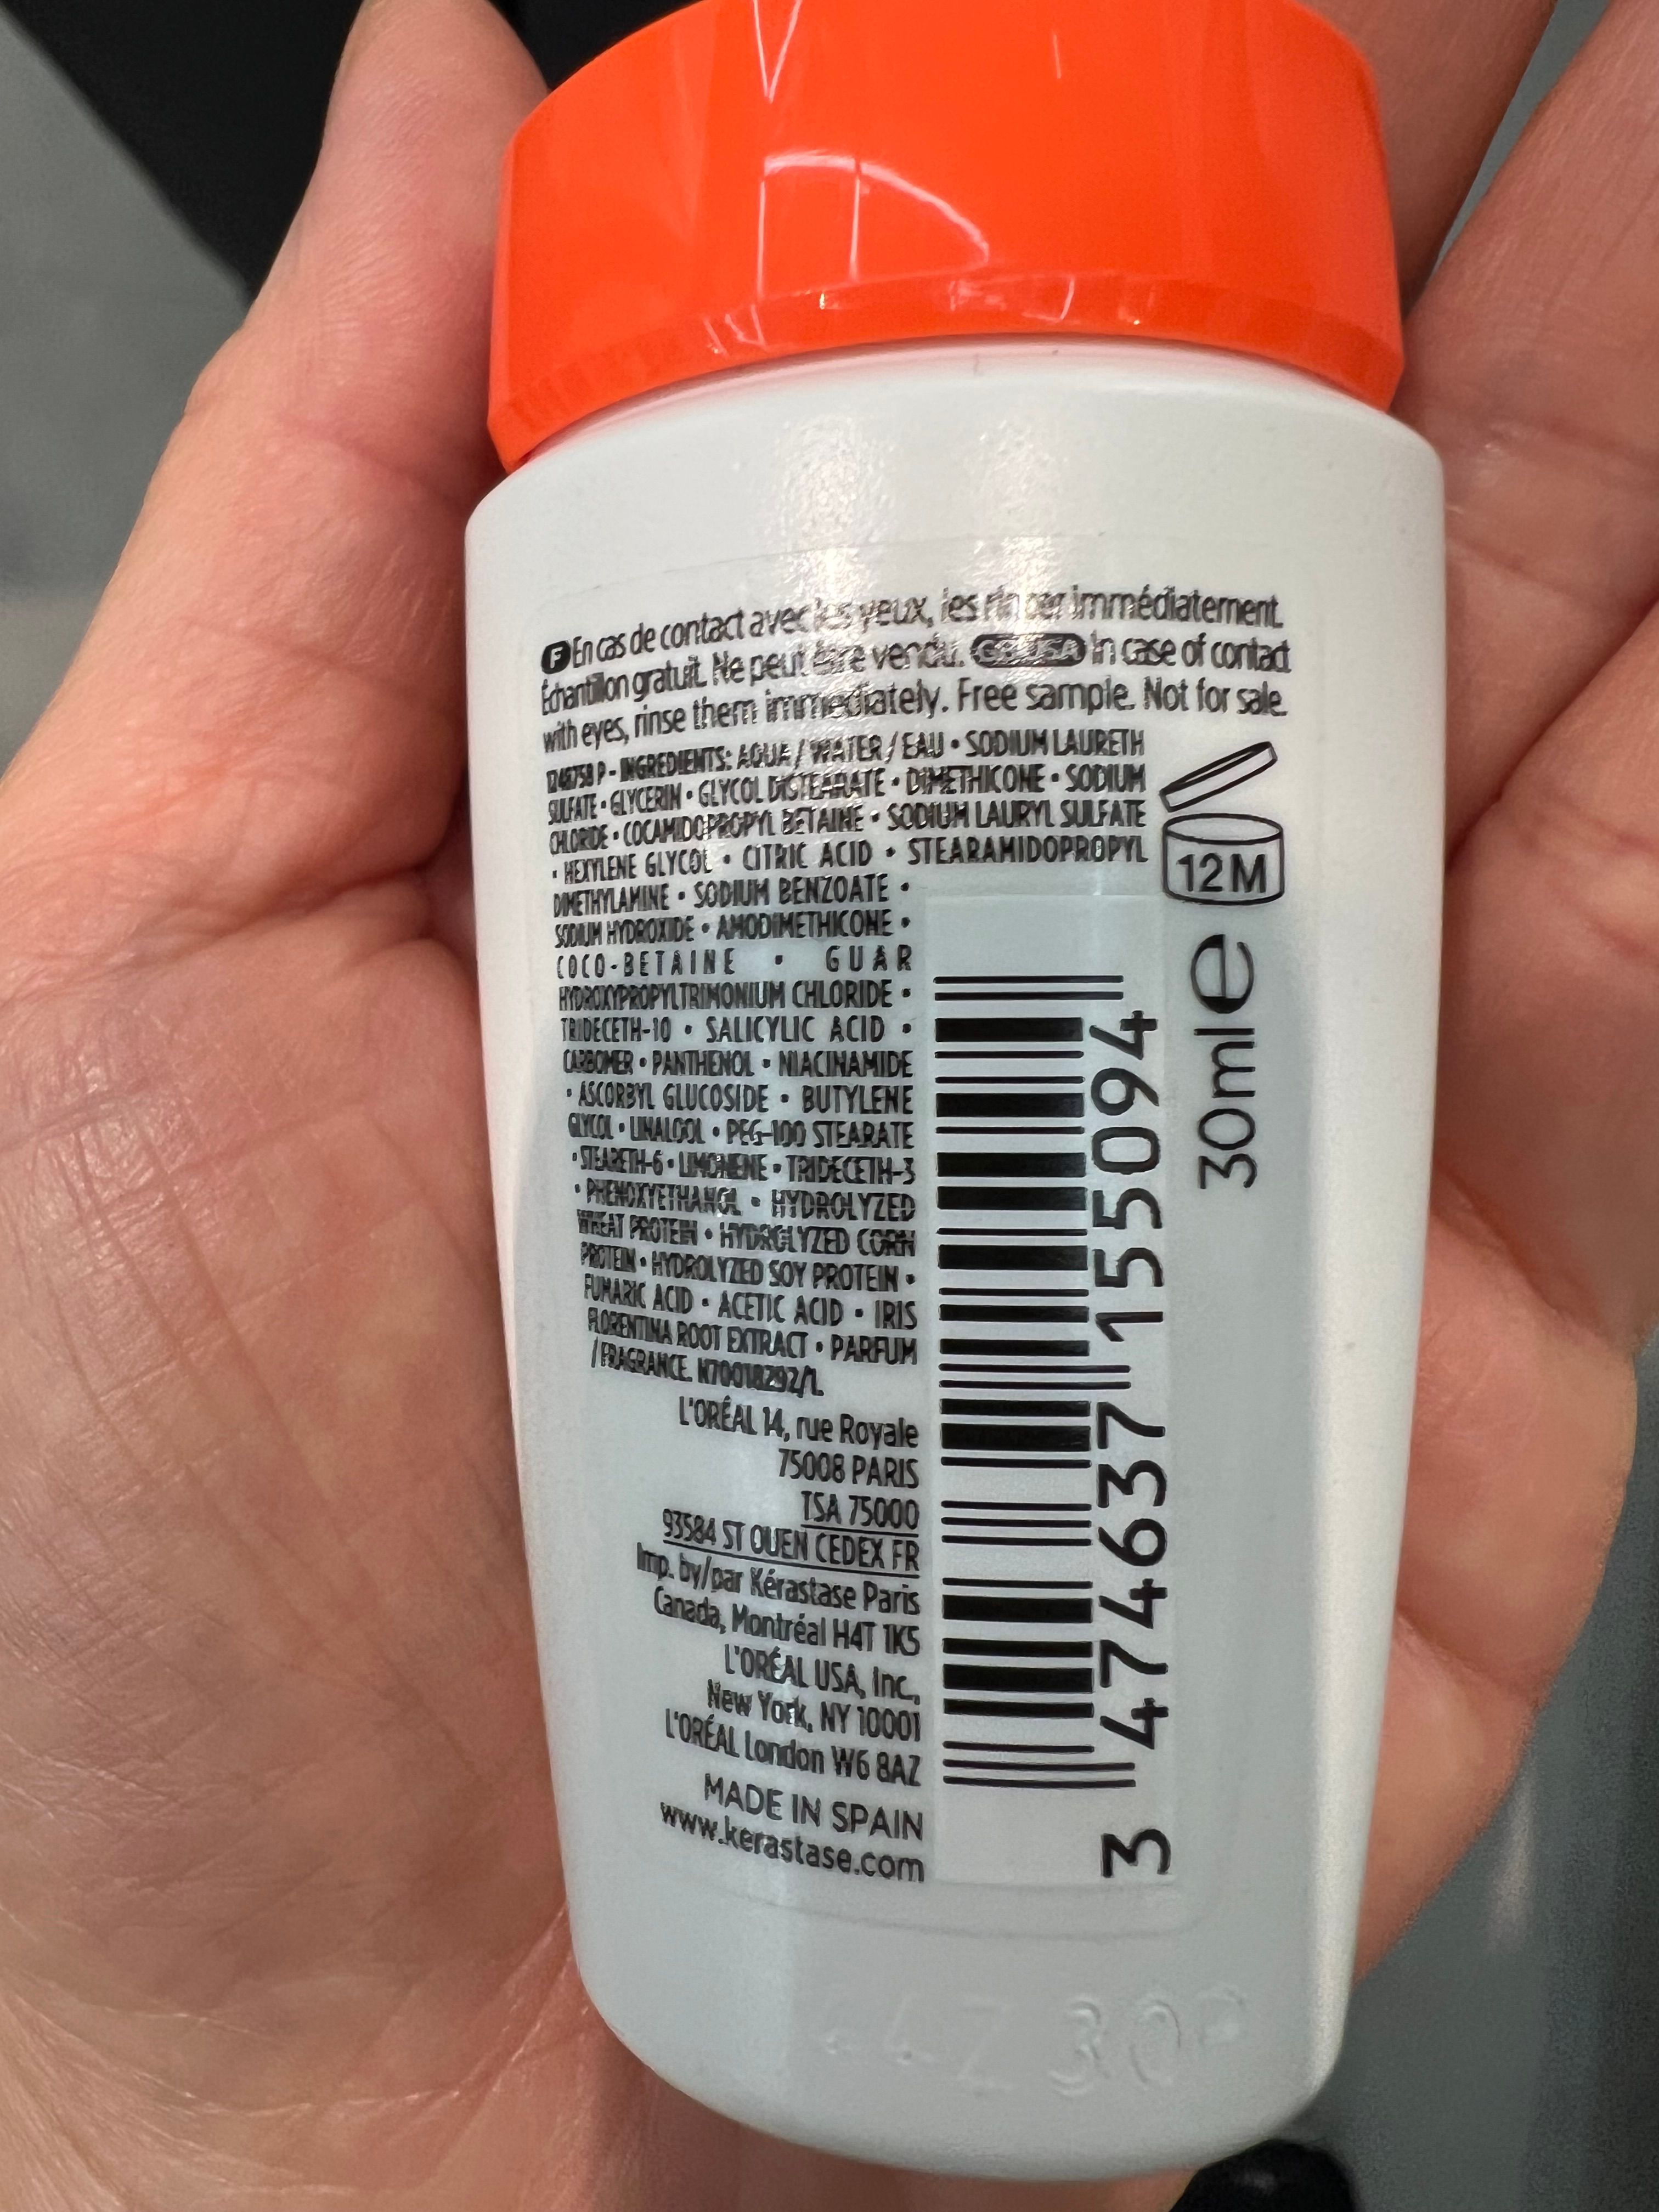 F En cas de contact avec les yeux, les rincer immédiatement.
Échantillon gratuit. Ne peut être vendu. GB USA In case of contact
with eyes, rinse them immediately. Free sample. Not for sale.
P - INGREDIENTS: AQUA / WATER / EAU • SODIUM LAURETH
SULFATE • GLYCERIN • GLYCOL DISTEARATE • DIMETHICONE • SODIUM
CHLORIDE • COCAMIDOPROPYL BETAINE • SODIUM LAURYL SULFATE
• HEXYLENE GLYCOL • CITRIC ACID • STEARAMIDOPROPYL
DIMETHYLAMINE • SODIUM BENZOATE •
SODIUM HYDROXIDE • AMODIMETHICONE •
COCO-BETAINE • GUAR
HYDROXYPROPYLTRIMONIUM CHLORIDE •
TRIDECETH-10 • SALICYLIC ACID •
CARBOMER • PANTHENOL • NIACINAMIDE
• ASCORBYL GLUCOSIDE • BUTYLENE
GLYCOL • LINALOOL • PEG-100 STEARATE
• STEARETH-6 • LIMONENE • TRIDECETH-3
• PHENOXYETHANOL • HYDROLYZED
WHEAT PROTEIN • HYDROLYZED CORN
PROTEIN • HYDROLYZED SOY PROTEIN •
FUMARIC ACID • ACETIC ACID • IRIS
FLORENTINA ROOT EXTRACT • PARFUM
/ FRAGRANCE. N70018292/1.
L'ORÉAL 14, rue Royale
75008 PARIS
TSA 75000
93584 ST OUEN CEDEX FR
Imp. by/par Kérastase Paris
Canada, Montréal H4T 1K5
L'ORÉAL USA, Inc.,
New York, NY 10001
L'ORÉAL London W6 8AZ
MADE IN SPAIN
www.kerastase.com
12M
30ml e
3 474637 155094